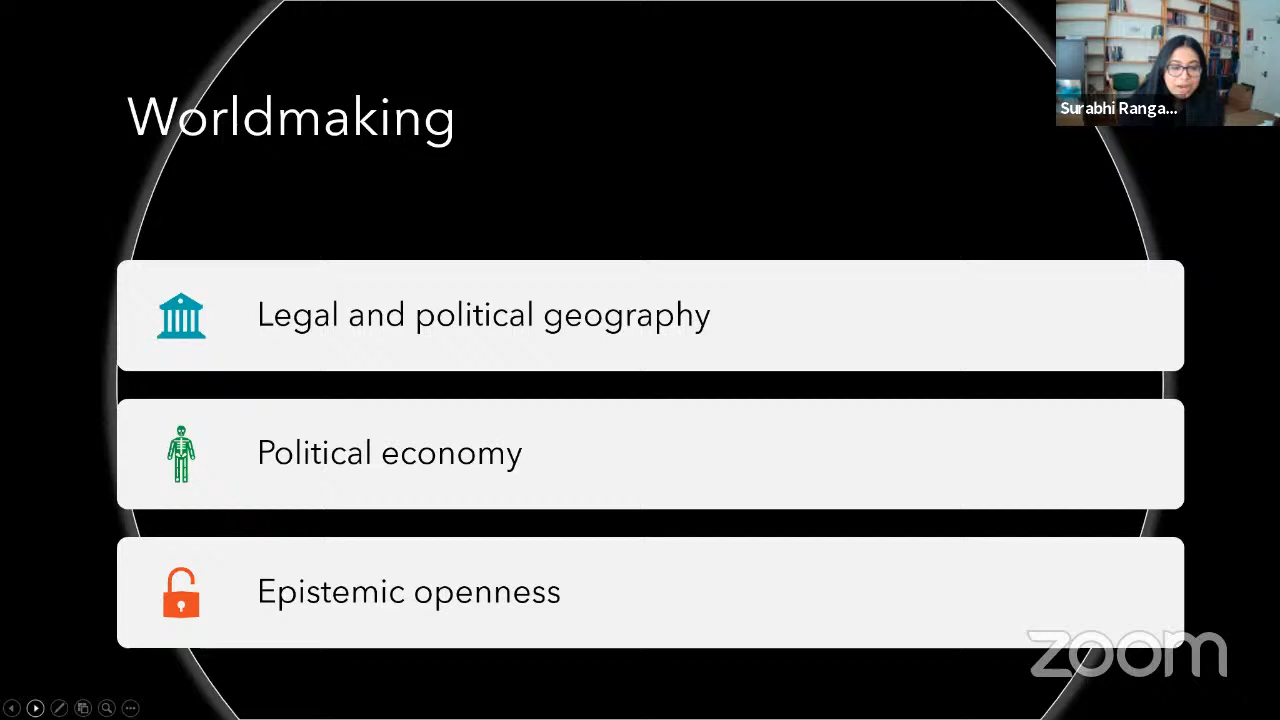 Worldmaking
Surabhi Ranga...
Legal and political geography
Political economy
Epistemic openness
zoom